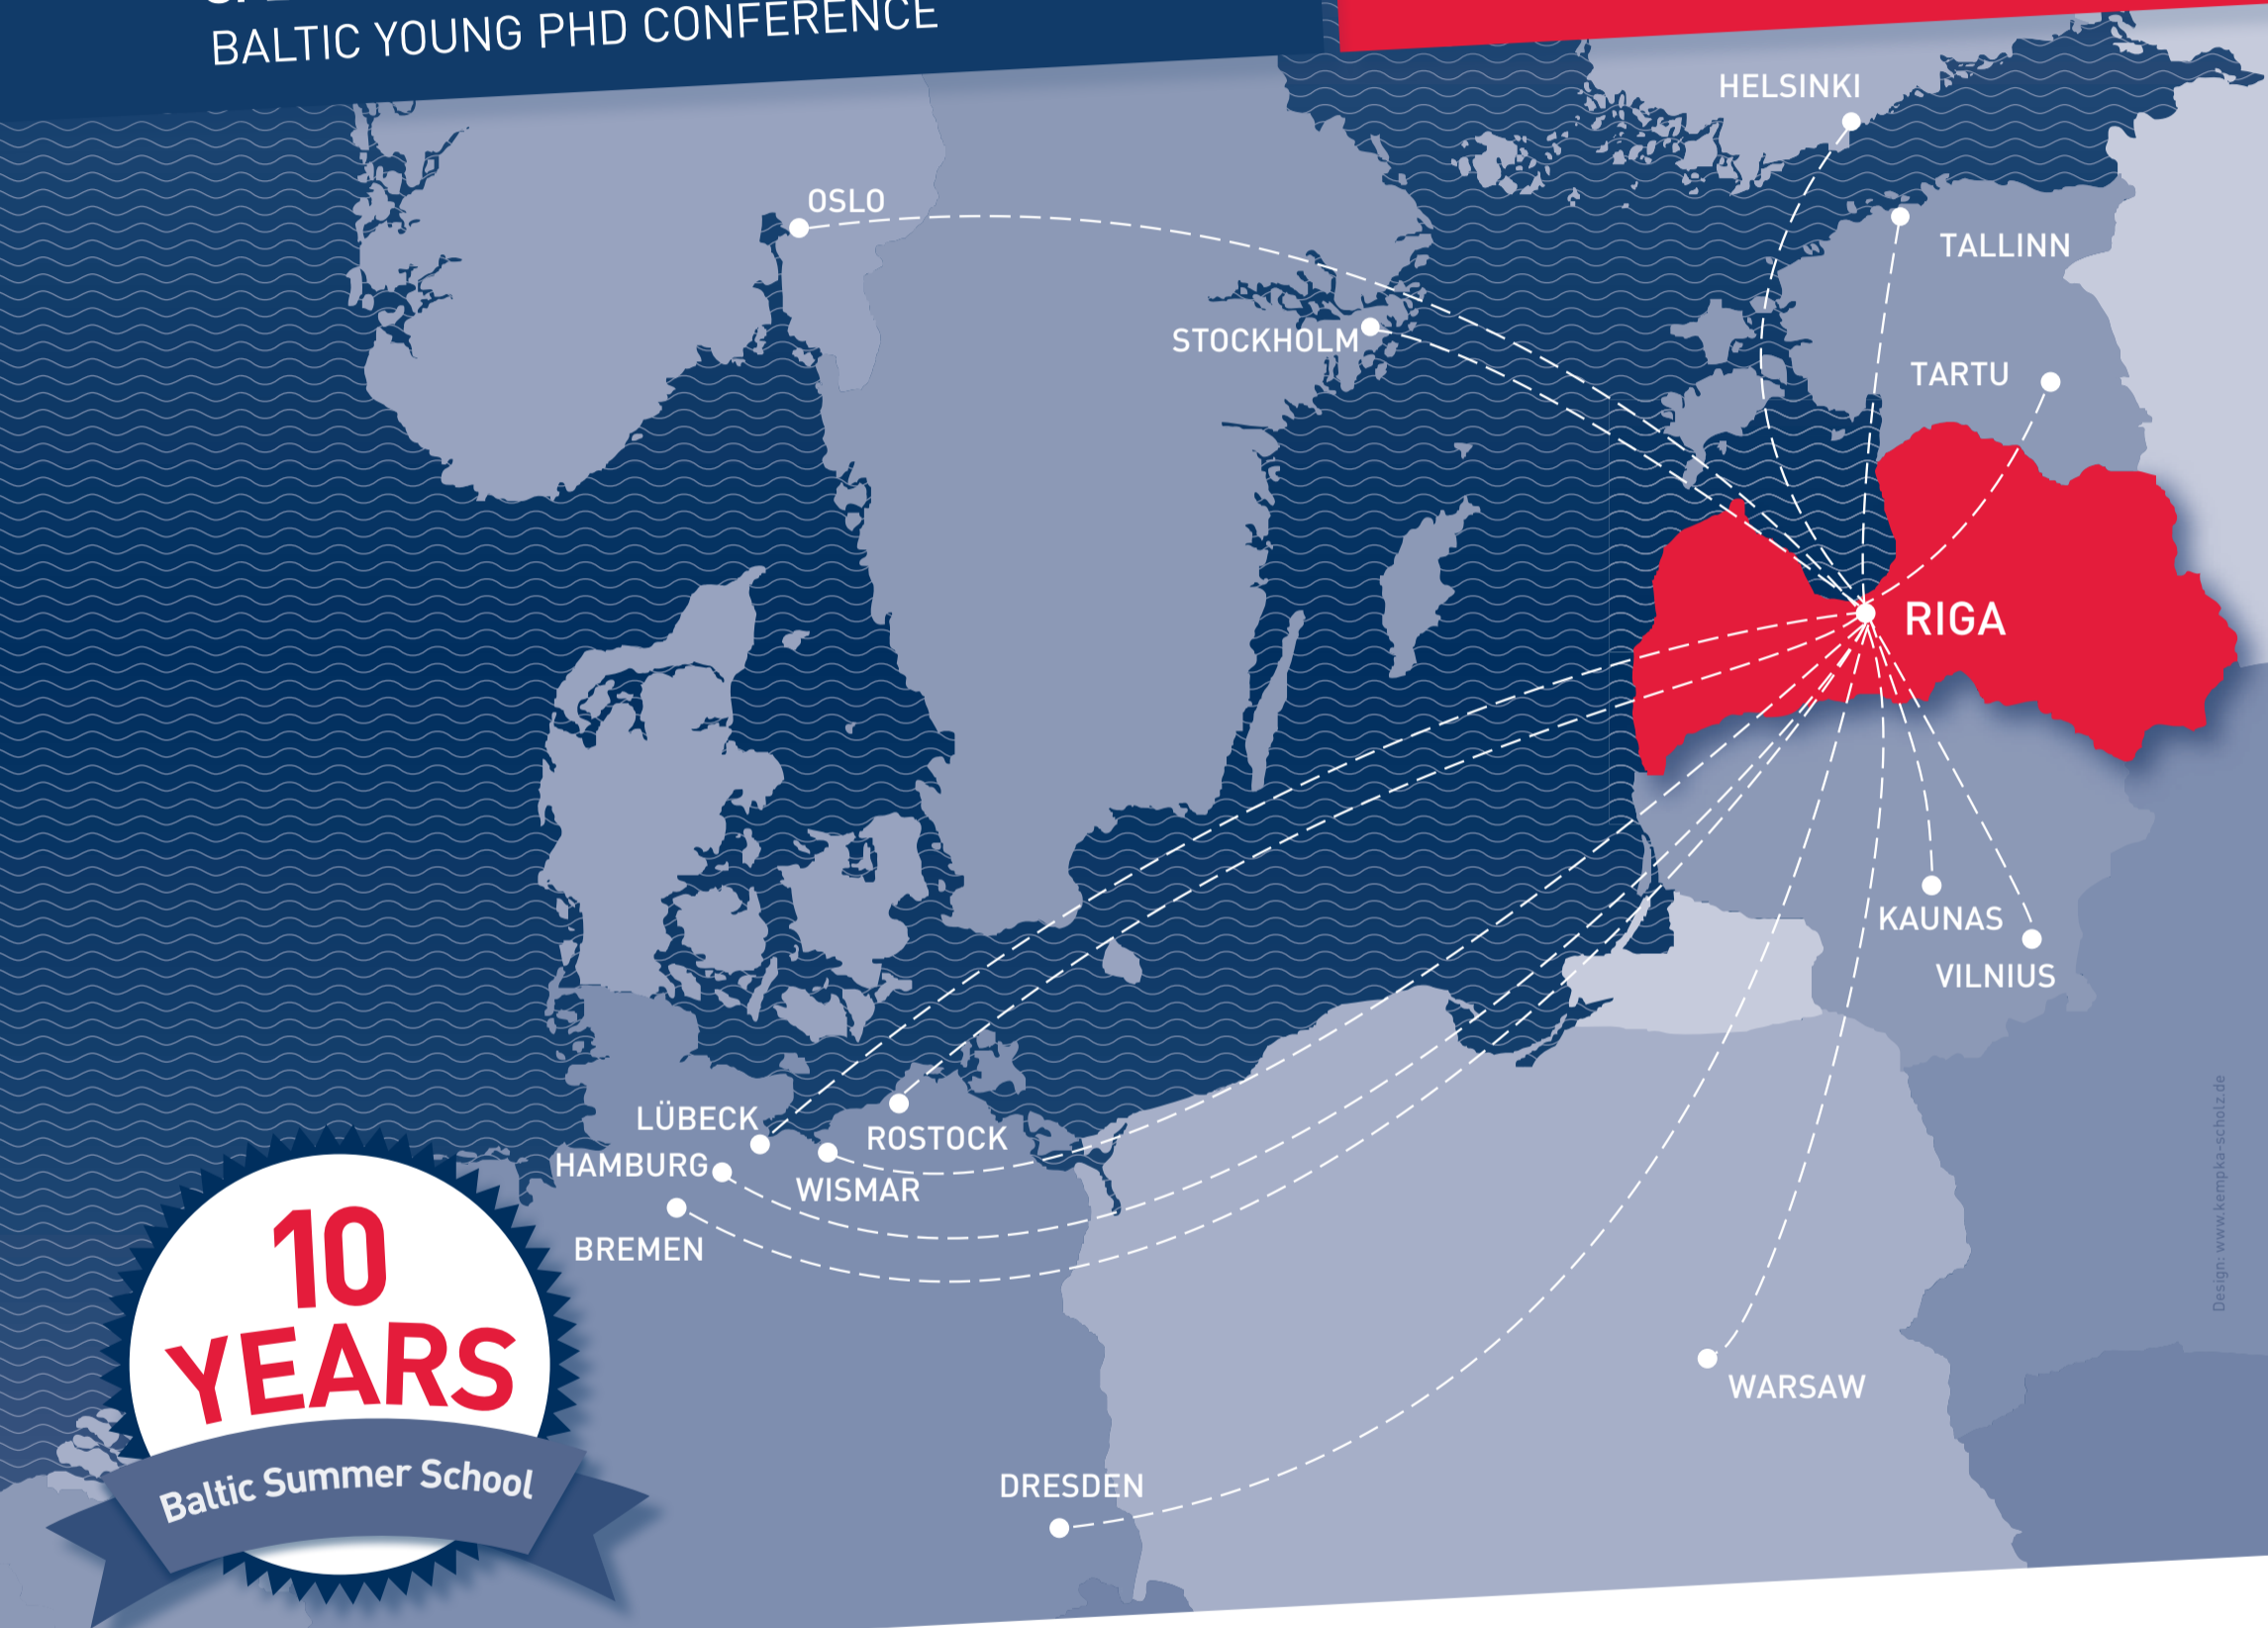 BALTIC YOUNG PHD CONFERENCE
HELSINKI
OSLO
TALLINN
STOCKHOLM
TARTU
RIGA
KAUNAS
VILNIUS
LÜBECK
ROSTOCK
HAMBURG
WISMAR
BREMEN
WARSAW
DRESDEN
10
YEARS
Baltic Summer School
Design: www.kempka-scholz.de